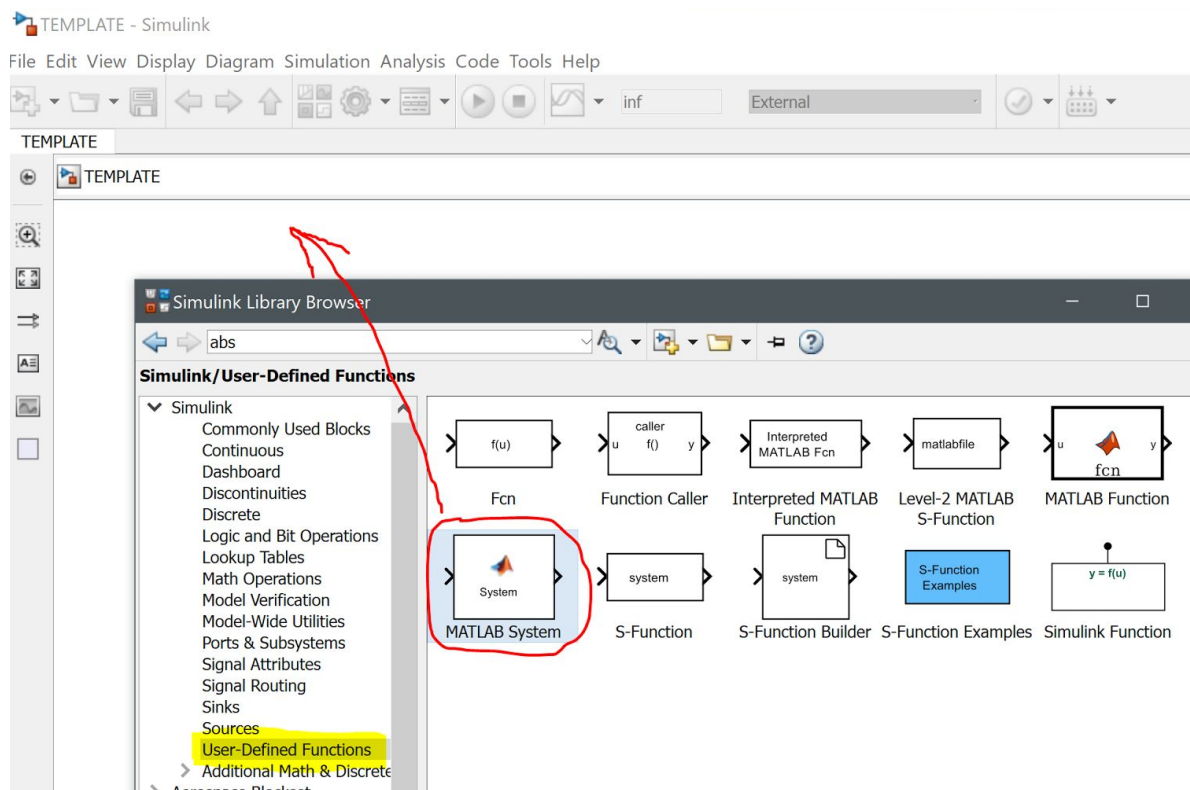 TEMPLATE - Simulink
File Edit View Display Diagram Simulation Analysis Code Tools Help
inf
External
TEMPLATE
TEMPLATE
Simulink Library Browser
abs
Simulink/User-Defined Functions
Simulink
Commonly Used Blocks
Continuous
Dashboard
Discontinuities
Discrete
Logic and Bit Operations
Lookup Tables
Math Operations
Model Verification
Model-Wide Utilities
Ports & Subsystems
Signal Attributes
Signal Routing
Sinks
Sources
User-Defined Functions
Additional Math & Discrete
f(u)
Fcn
caller
u f() y
Function Caller
Interpreted
MATLAB Fcn
Interpreted MATLAB
Function
matlabfile
Level-2 MATLAB
S-Function
u y
fcn
MATLAB Function
System
MATLAB System
system
S-Function
system
S-Function Builder
S-Function
Examples
S-Function Examples
y = f(u)
Simulink Function